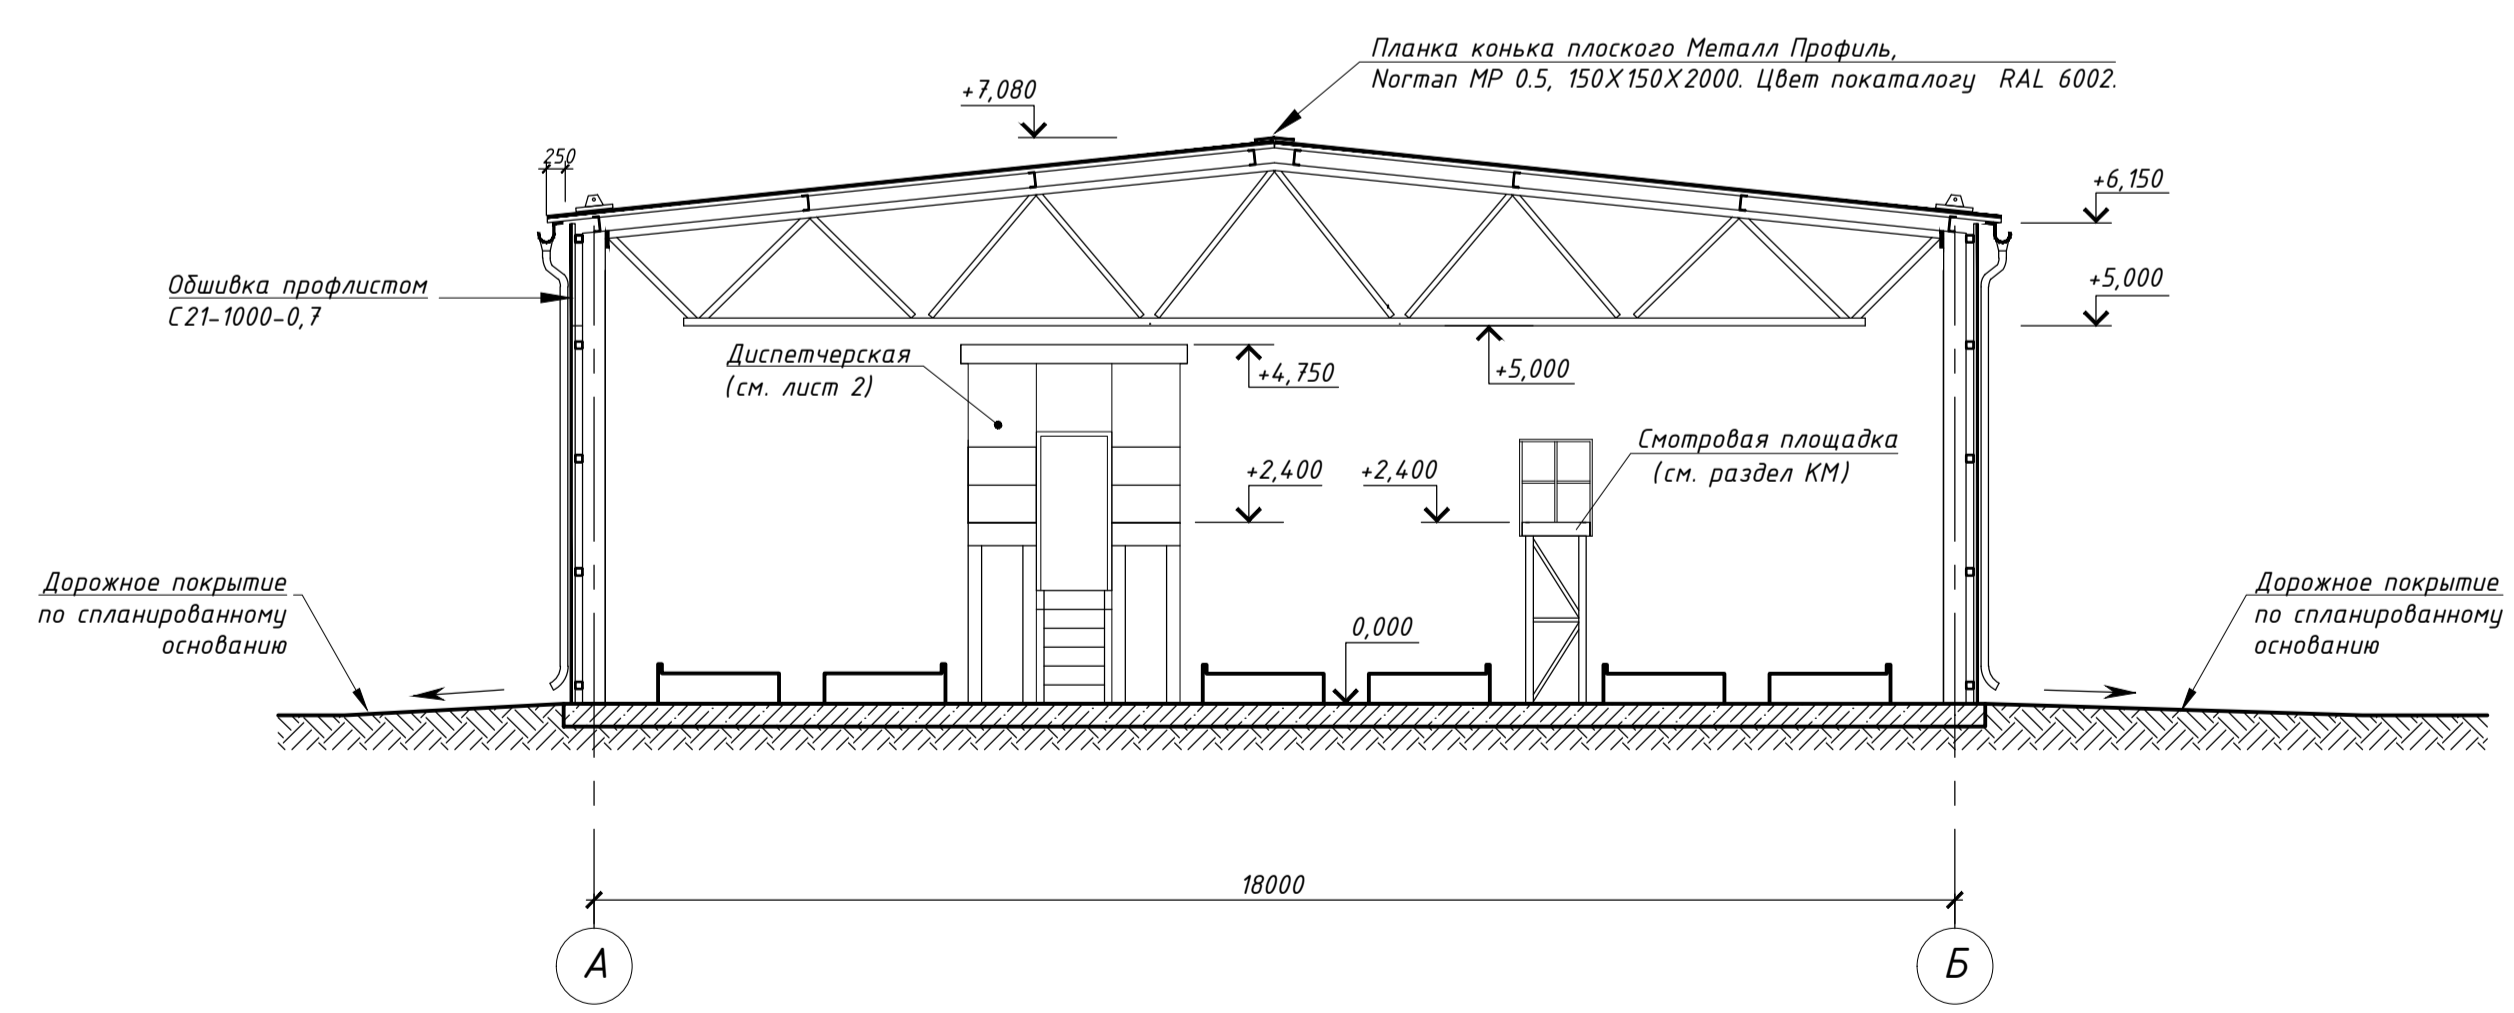 Планка конька плоского Металл Профиль,
Norman MP 0.5, 150X150X2000. Цвет покаталогу RAL 6002.
+7,080
250
+6,150
+5,000
Обшивка профлистом
С21-1000-0,7
Диспетчерская
(см. лист 2)
+4,750
+5,000
Смотровая площадка
(см. раздел КМ)
+2,400
+2,400
Дорожное покрытие
по спланированному
основанию
0,000
Дорожное покрытие
по спланированному
основанию
18000
А
Б